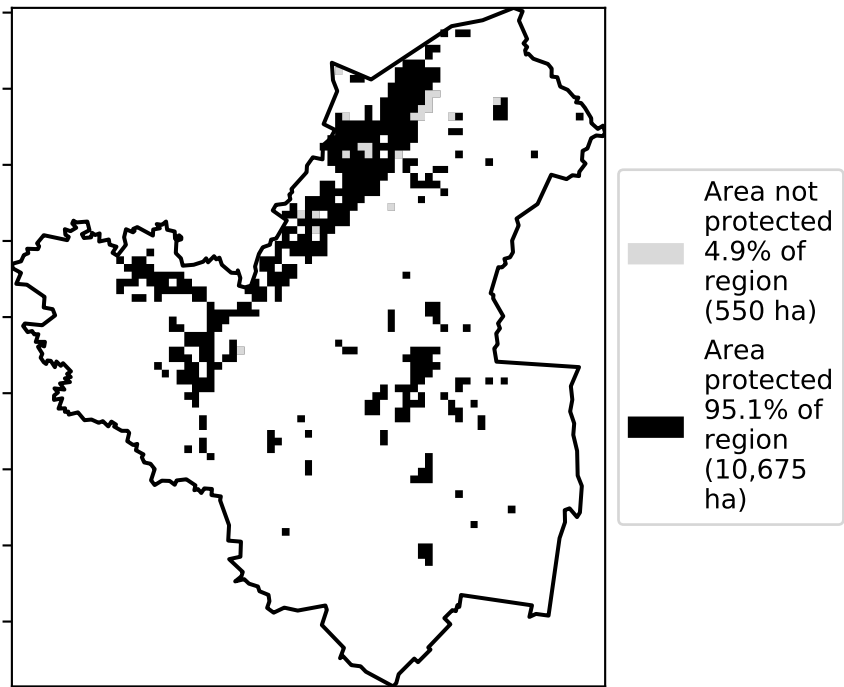 Area not
protected
4.9% of
region
(550 ha)
Area
protected
95.1% of
region
(10,675
ha)